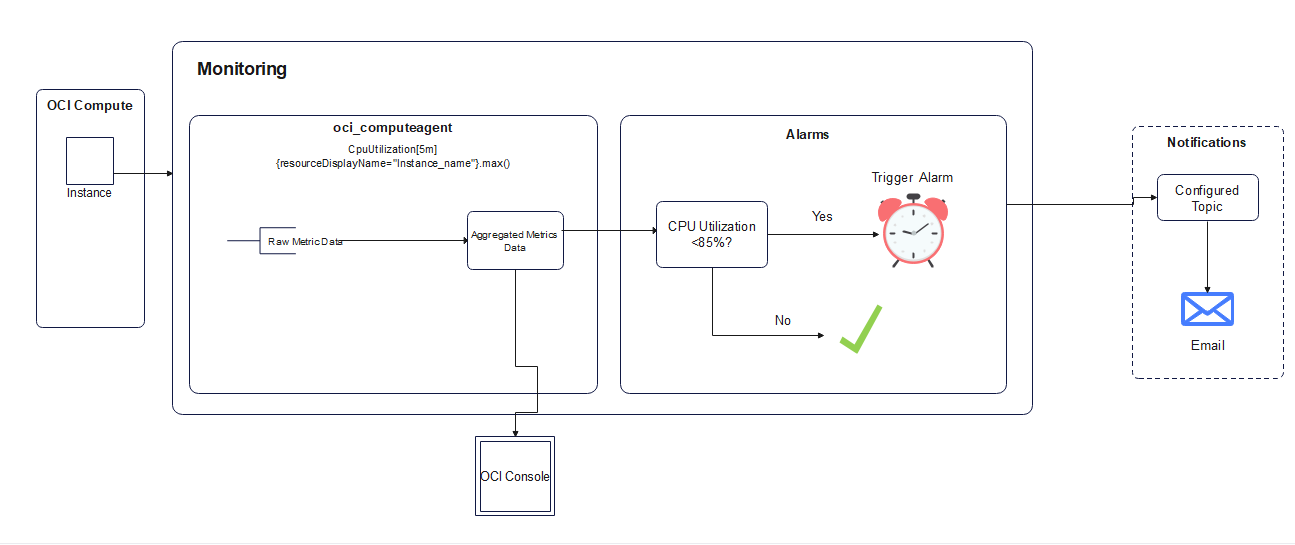 Monitoring
OCI Compute
Instance
oci_computeagent
CpuUtilization[5m]
{resourceDisplayName="Instance_name"}.max()
Raw Metric Data
Aggregated Metrics
Data
OCI Console
Alarms
CPU Utilization
<85%?
Yes
Trigger Alarm
No
Notifications
Configured
Topic
Email